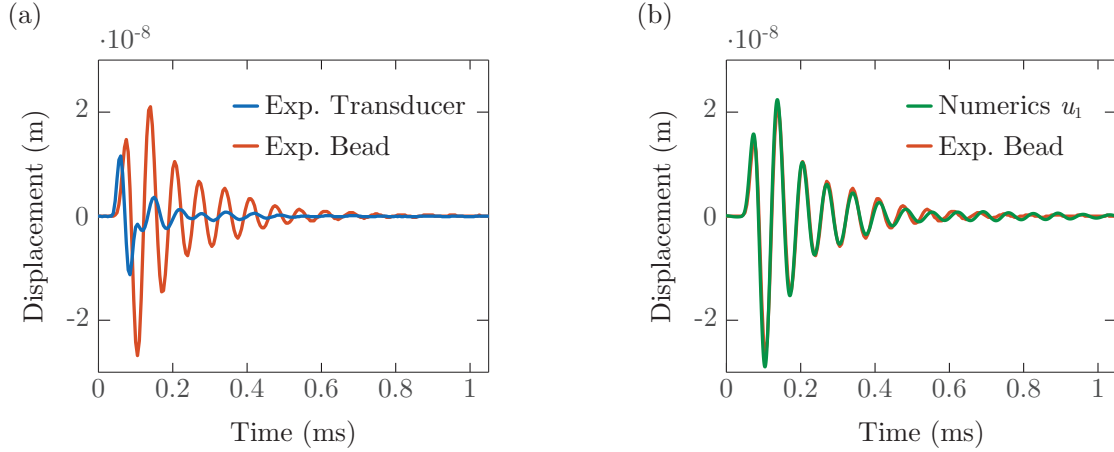 (a)
·10⁻⁸
Exp. Transducer
Exp. Bead
Displacement (m)
2
0
-2
0 0.2 0.4 0.6 0.8 1
Time (ms)
(b)
·10⁻⁸
Numerics u₁
Exp. Bead
Displacement (m)
2
0
-2
0 0.2 0.4 0.6 0.8 1
Time (ms)